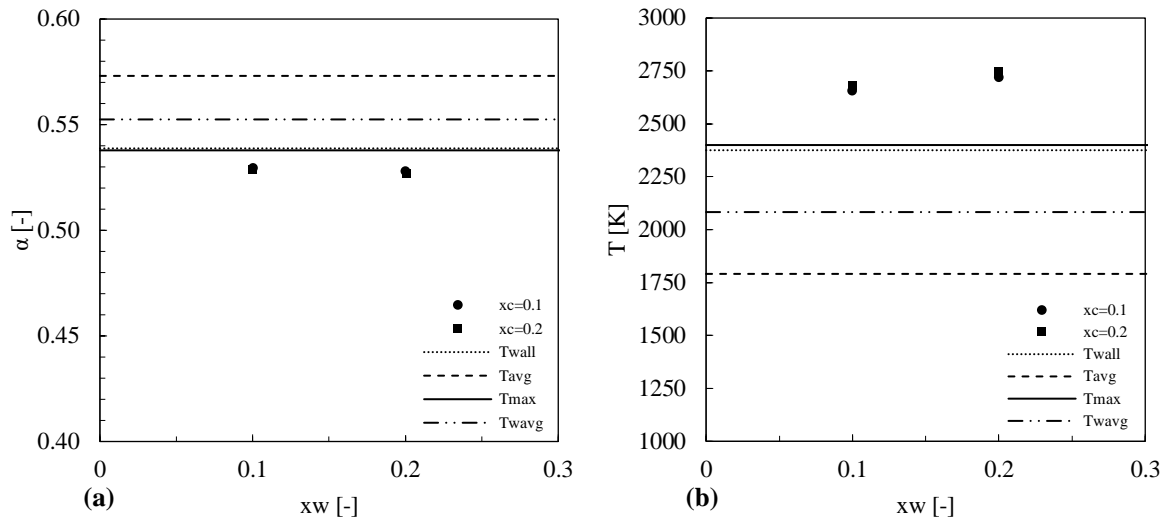 0.60
0.55
0.50
0.45
0.40
α [-]
0
0.1
0.2
0.3
xw [-]
(a)
xc=0.1
xc=0.2
Twall
Tavg
Tmax
Twavg
3000
2750
2500
2250
2000
1750
1500
1250
1000
T [K]
0
0.1
0.2
0.3
xw [-]
(b)
xc=0.1
xc=0.2
Twall
Tavg
Tmax
Twavg